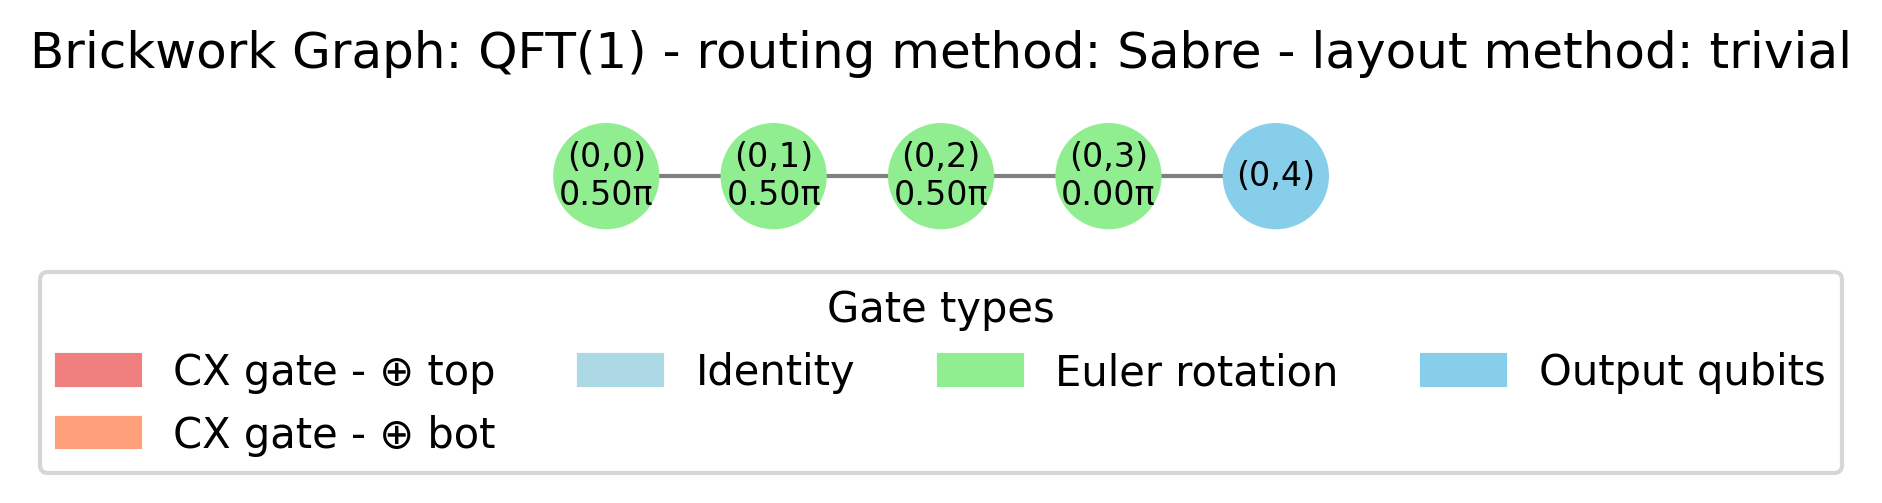 Brickwork Graph: QFT(1) - routing method: Sabre - layout method: trivial
(0,0) (0,1) (0,2) (0,3) (0,4)
0.50π 0.50π 0.50π 0.00π
Gate types
CX gate - ⊕ top Identity Euler rotation Output qubits
CX gate - ⊕ bot